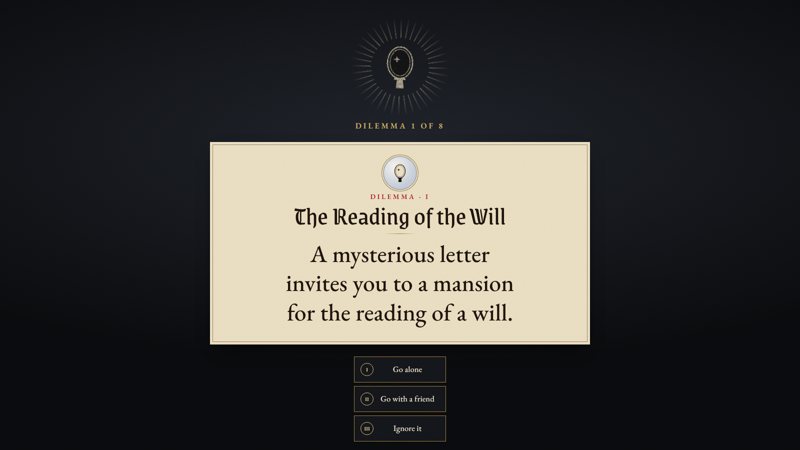 DILEMMA 1 OF 8
DILEMMA · I
The Reading of the Will
A mysterious letter
invites you to a mansion
for the reading of a will.
I Go alone
II Go with a friend
III Ignore it